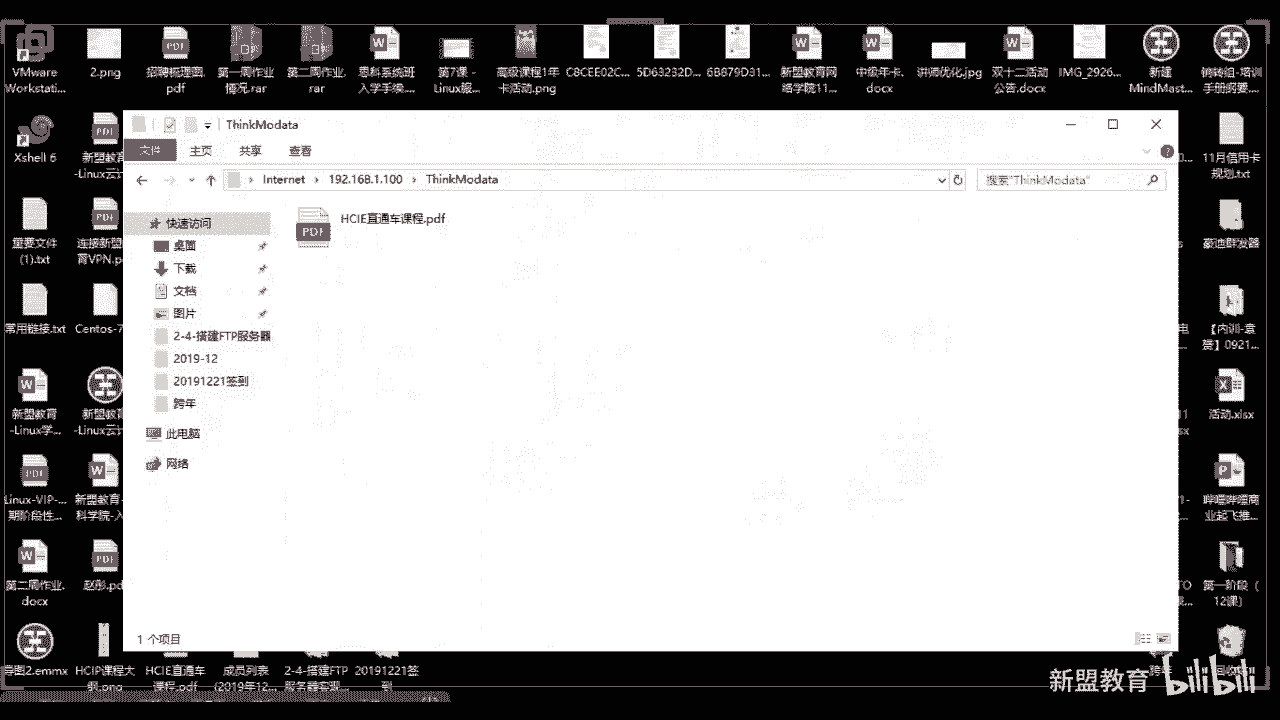 VMware
Workstati...
2.png
pdf
第一周作业
情况.rar
第二周作业.
rar
思科系统班
入学手续....
第7课 -
Linux服...
高级课程1年
卡活动.png
C8CEE02C...
5D63232D...
6B879D31...
新盟教育网
络学院11...
中级年卡.
docx
讲师优化.jpg
双十二活动
公告.docx
IMG_2926...
新建
MindMast...
销转组-培训
手册纲要....
ThinkModata
文件
主页
共享
查看
Internet
192.168.1.100
ThinkModata
搜索"ThinkModata"
快速访问
桌面
下载
文档
图片
2-4-搭建FTP服务器
2019-12
20191221签到
跨年
此电脑
网络
HCIE直通车课程.pdf
PDF
1 个项目
Xshell 6
新盟教育
-Linux云计
11月信用卡
规划.txt
重要文件
(1).txt
连接新盟
育VPN.p
常用链接.txt
Centos-7
【内训-袁
0921...
新盟教育
-Linux学...
新盟教育
-Linux云计
活动.xlsx
Linux-VIP-...
期阶段性...
新盟教育-
科学院-入
哔哩哔哩商
业起飞推...
第二周作业.
docx
赵彤.pd
第一阶段（
12课）
导图2.emmx
HCIP课程大
纲.png
HCIE直通车
课程.pdf
成员列表
(2019年12...
2-4-搭建FTP
服务器实现...
20191221签
到
新盟教育
bilibili